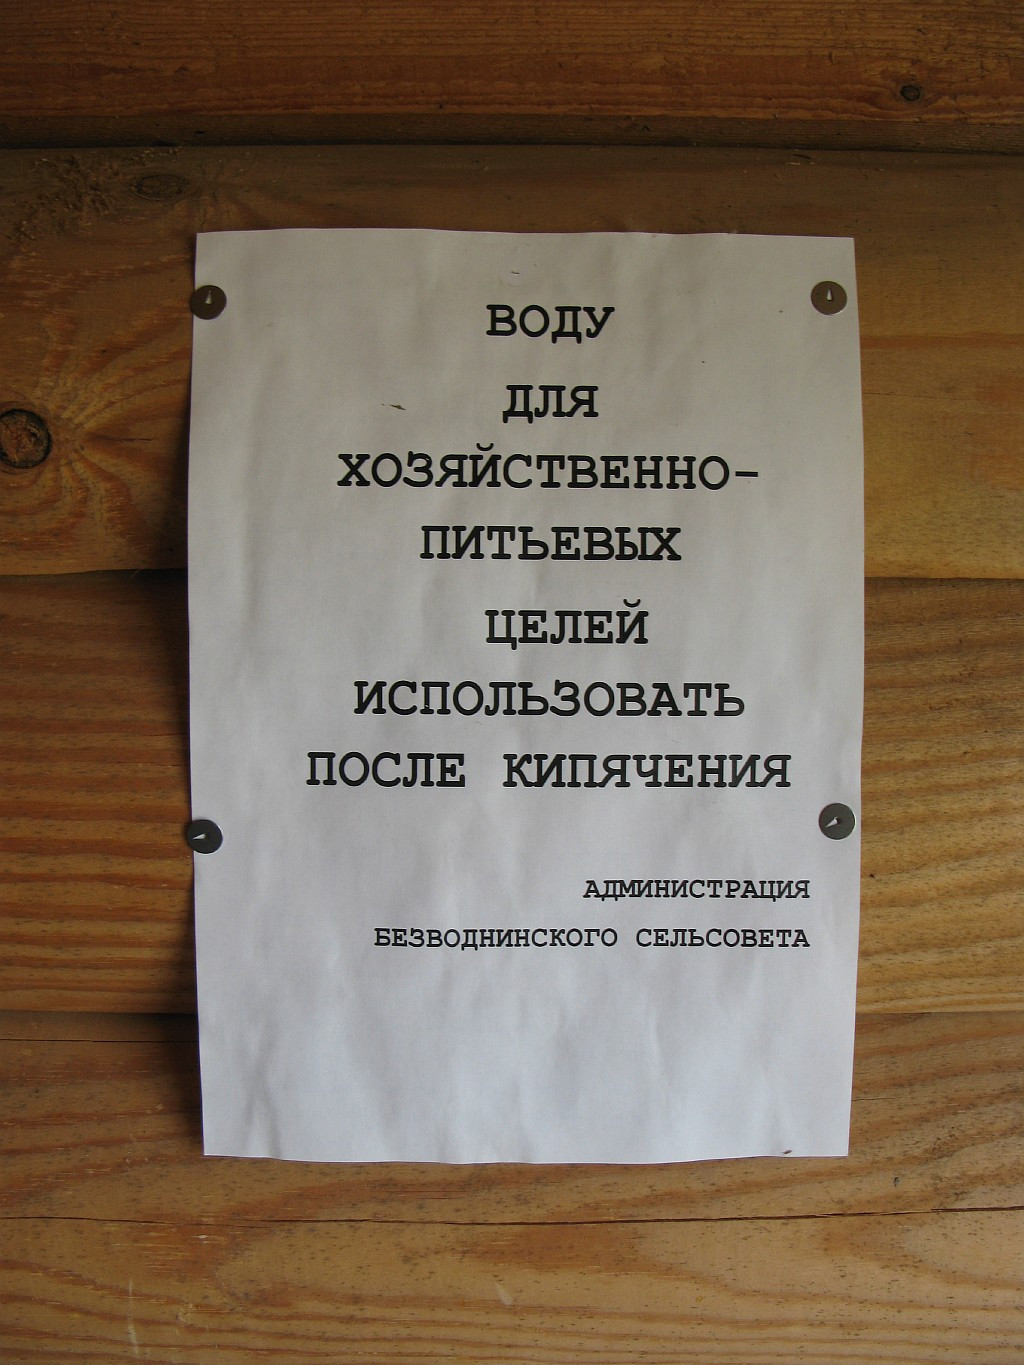 ВОДУ
ДЛЯ
ХОЗЯЙСТВЕННО-
ПИТЬЕВЫХ
ЦЕЛЕЙ
ИСПОЛЬЗОВАТЬ
ПОСЛЕ КИПЯЧЕНИЯ
АДМИНИСТРАЦИЯ
БЕЗВОДНИНСКОГО СЕЛЬСОВЕТА